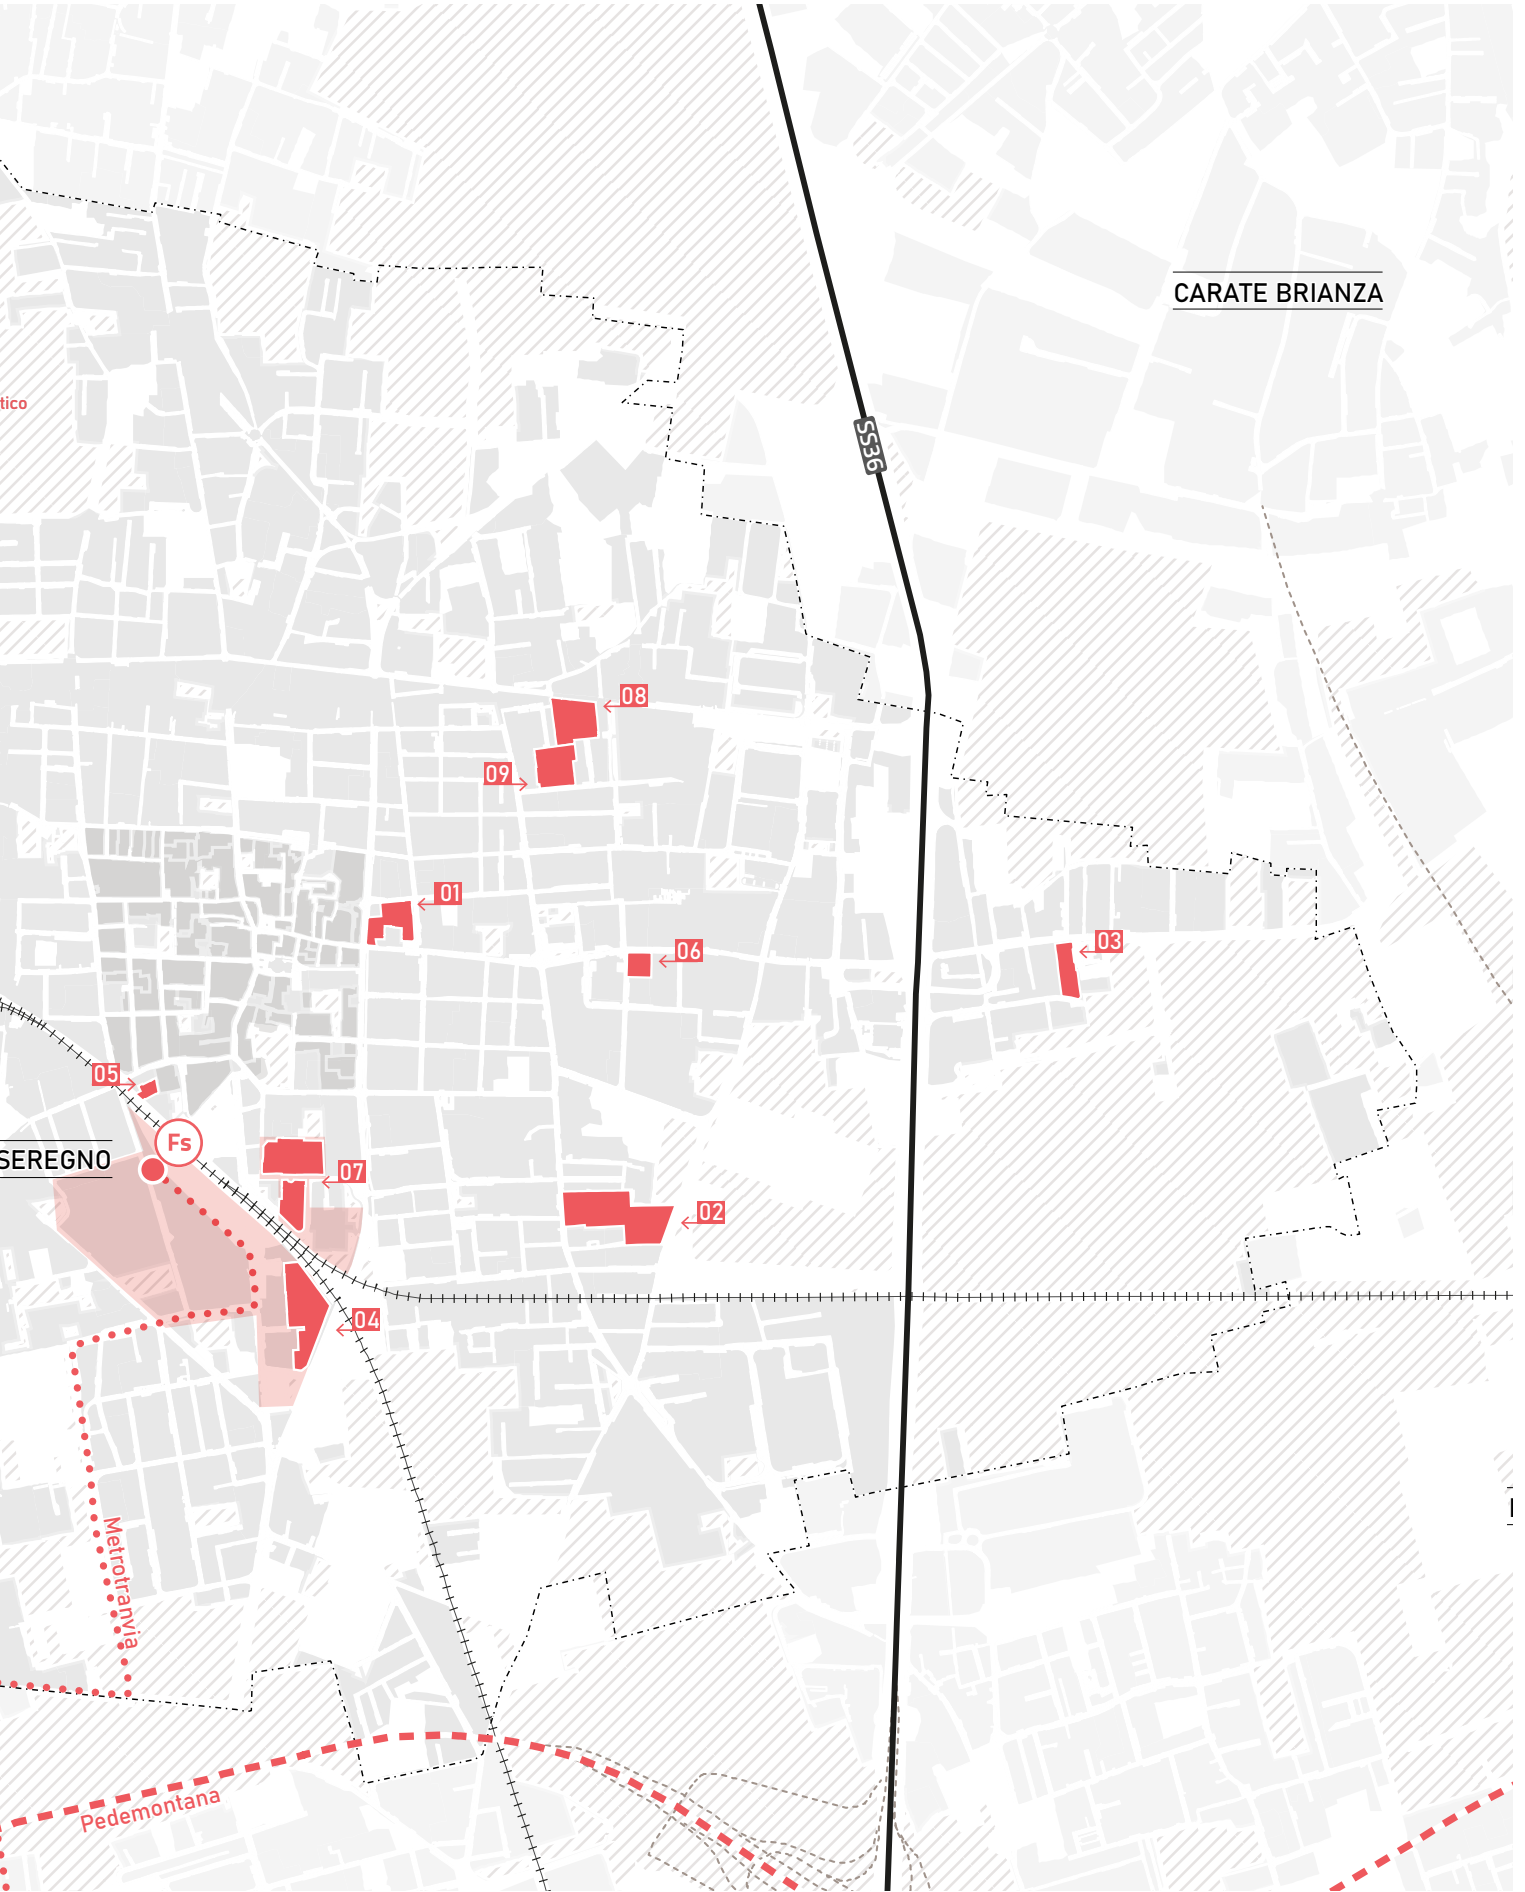 CARATE BRIANZA
tico
SS36
08
09
01
06
03
05
Fs
SEREGNO
07
02
04
Metrotranvia
Pedemontana